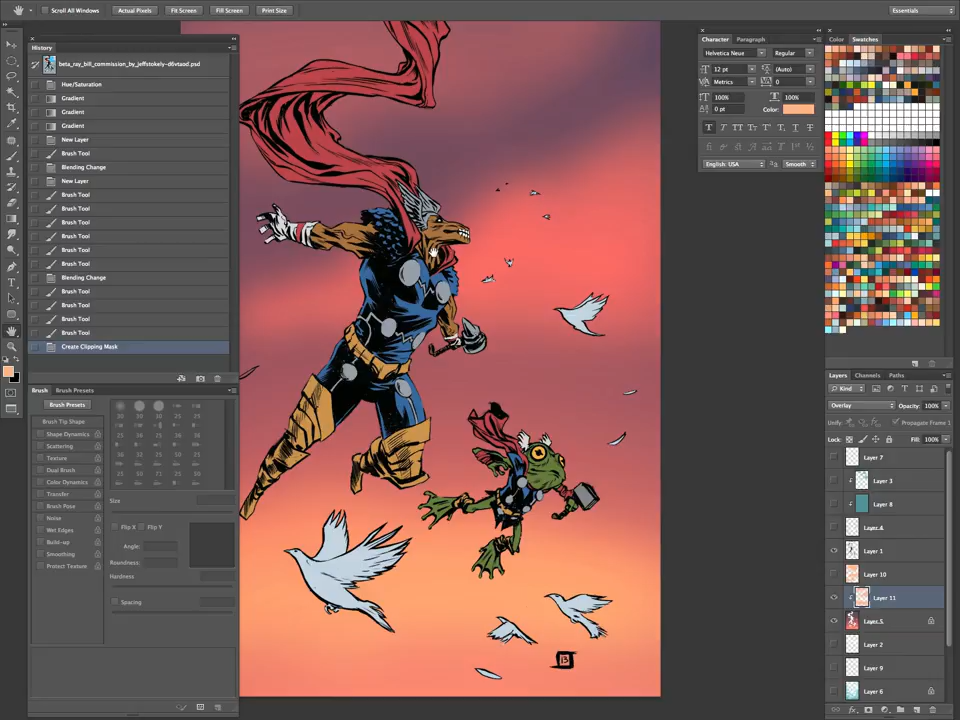 Scroll All Windows
Actual Pixels
Fit Screen
Fill Screen
Print Size
Essentials
History
beta_ray_bill_commission_by_jeffstokely-d6vtaod.psd
Hue/Saturation
Gradient
Gradient
Gradient
New Layer
Brush Tool
Blending Change
New Layer
Brush Tool
Brush Tool
Brush Tool
Brush Tool
Brush Tool
Blending Change
Brush Tool
Brush Tool
Brush Tool
Brush Tool
Create Clipping Mask
Brush
Brush Presets
Brush Presets
Brush Tip Shape
Shape Dynamics
Scattering
Texture
Dual Brush
Color Dynamics
Transfer
Brush Pose
Noise
Wet Edges
Build-up
Smoothing
Protect Texture
Size
Flip X
Flip Y
Angle:
Roundness:
Hardness
Spacing
Character
Paragraph
Helvetica Neue
Regular
12 pt
(Auto)
Metrics
0
100%
100%
0 pt
Color:
English: USA
Smooth
Color
Swatches
Layers
Channels
Paths
Kind
Overlay
Opacity: 100%
Unify:
Propagate Frame 1
Lock:
Fill: 100%
Layer 7
Layer 3
Layer 8
Layer 4
Layer 1
Layer 10
Layer 11
Layer 5
Layer 2
Layer 9
Layer 6